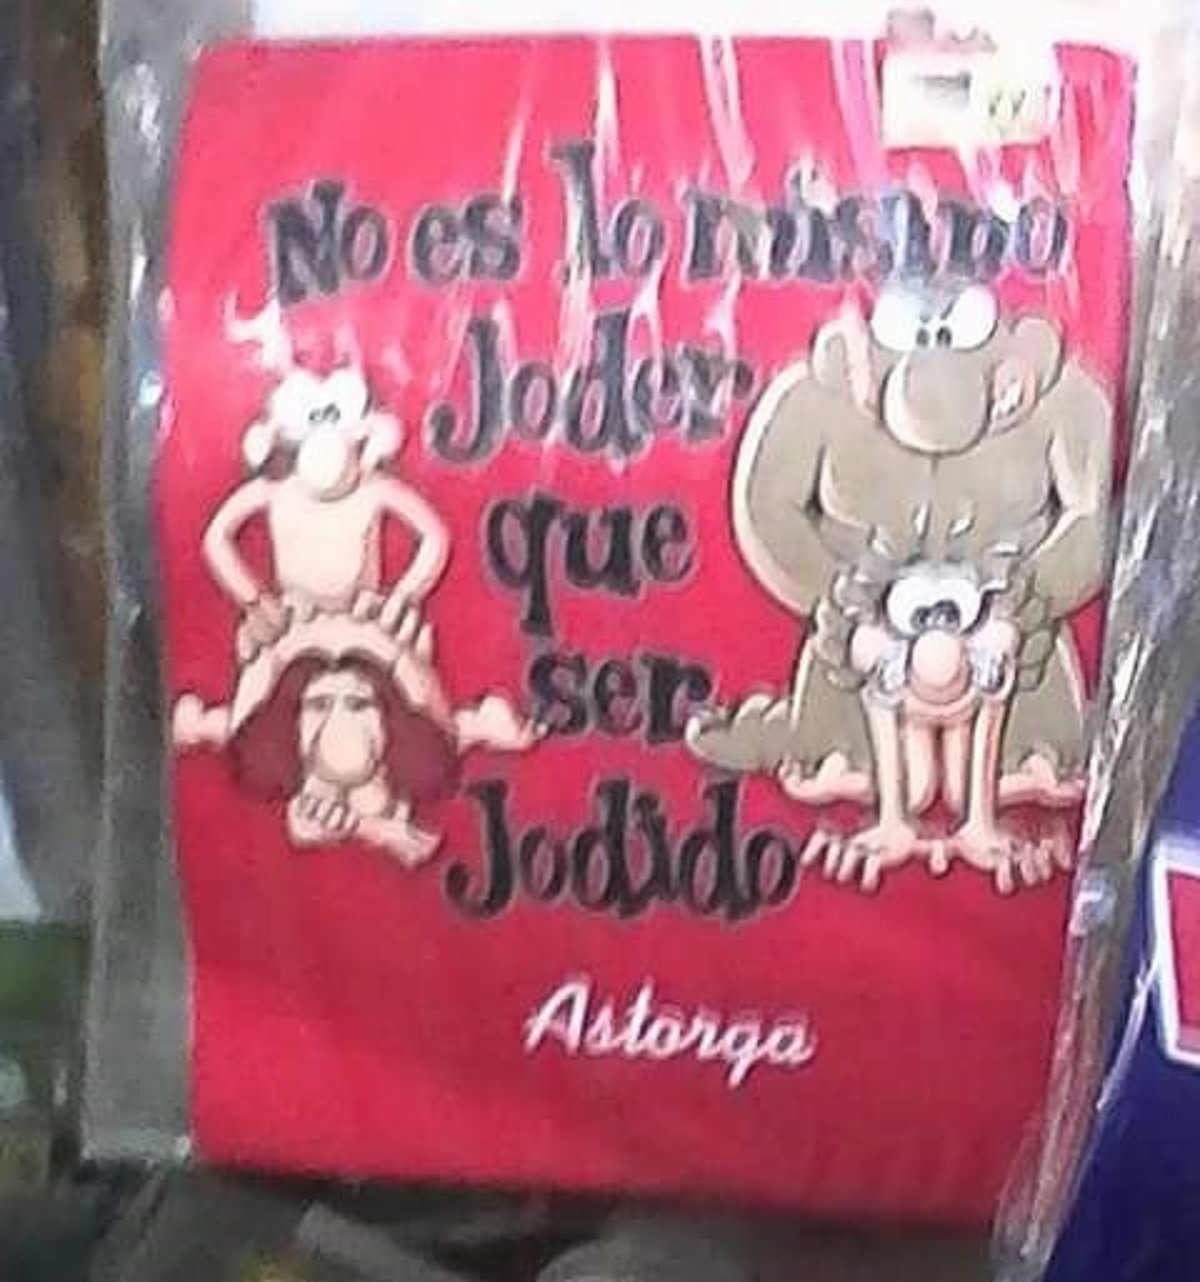 No es lo mismo
Joder
que
ser
Jodido
Astorga